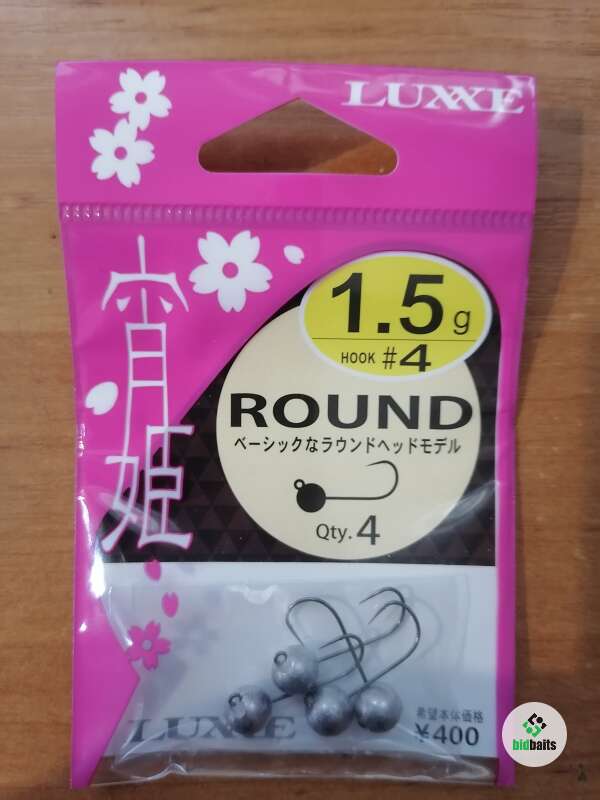 LUXXE
宵姫
1.5g
HOOK #4
ROUND
ベーシックなラウンドヘッドモデル
Qty.4
LUXXE
希望本体価格
¥400
bidbaits